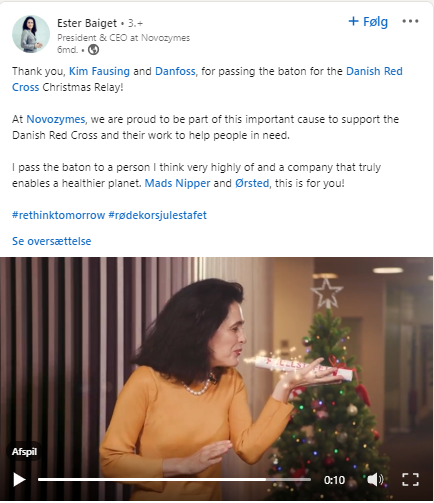 Ester Baiget • 3.+
+ Følg
President & CEO at Novozymes
6md. •
Thank you, Kim Fausing and Danfoss, for passing the baton for the Danish Red
Cross Christmas Relay!
At Novozymes, we are proud to be part of this important cause to support the
Danish Red Cross and their work to help people in need.
I pass the baton to a person I think very highly of and a company that truly
enables a healthier planet. Mads Nipper and Ørsted, this is for you!
#rethinktomorrow #rødekorsjulestafet
Se oversættelse
Afspil
0:10